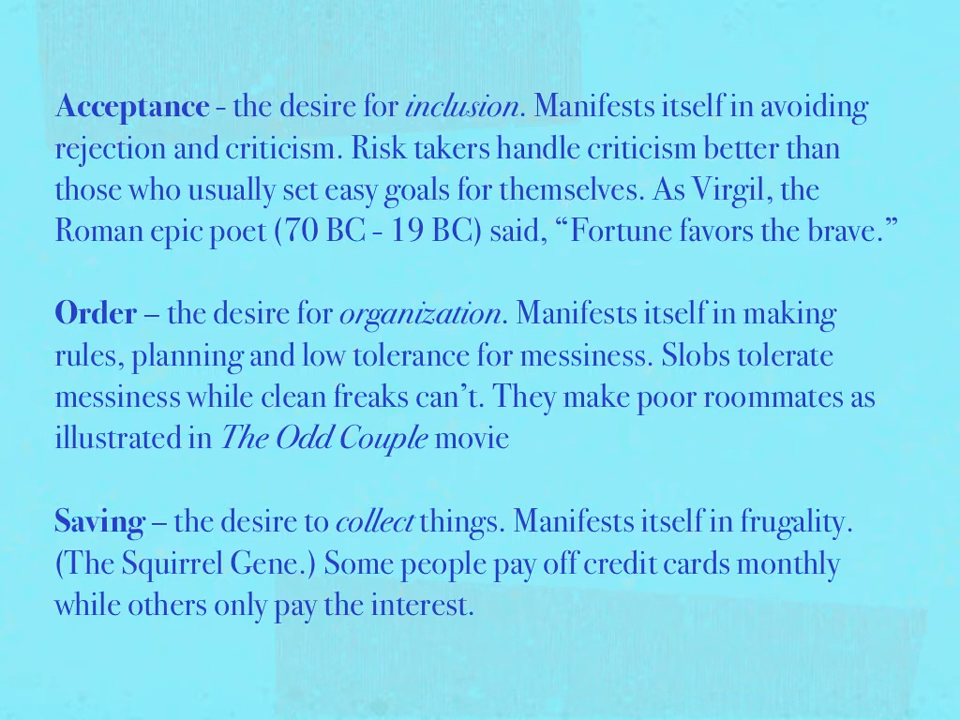 Acceptance - the desire for inclusion. Manifests itself in avoiding
rejection and criticism. Risk takers handle criticism better than
those who usually set easy goals for themselves. As Virgil, the
Roman epic poet (70 BC - 19 BC) said, “Fortune favors the brave.”
Order – the desire for organization. Manifests itself in making
rules, planning and low tolerance for messiness. Slobs tolerate
messiness while clean freaks can’t. They make poor roommates as
illustrated in The Odd Couple movie
Saving – the desire to collect things. Manifests itself in frugality.
(The Squirrel Gene.) Some people pay off credit cards monthly
while others only pay the interest.